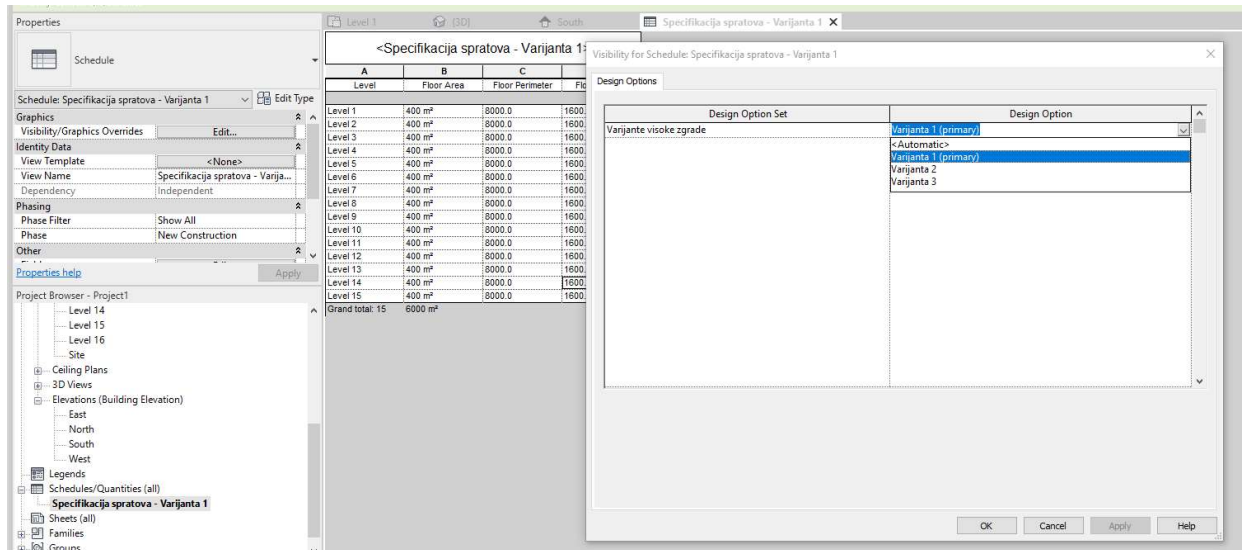 Properties
Schedule
Schedule: Specifikacija spratova - Varijanta 1
Edit Type
Graphics
Visibility/Graphics Overrides Edit...
Identity Data
View Template <None>
View Name Specifikacija spratova - Varija...
Dependency Independent
Phasing
Phase Filter Show All
Phase New Construction
Other
Properties help Apply
Project Browser - Project1
Level 14
Level 15
Level 16
Site
Ceiling Plans
3D Views
Elevations (Building Elevation)
East
North
South
West
Legends
Schedules/Quantities (all)
Specifikacija spratova - Varijanta 1
Sheets (all)
Families
Groups
Level 1 (3D) South Specifikacija spratova - Varijanta 1 X
<Specifikacija spratova - Varijanta 1
A B C
Level Floor Area Floor Perimeter Flo
Level 1 400 m² 8000.0 1600.
Level 2 400 m² 8000.0 1600.
Level 3 400 m² 8000.0 1600.
Level 4 400 m² 8000.0 1600.
Level 5 400 m² 8000.0 1600.
Level 6 400 m² 8000.0 1600.
Level 7 400 m² 8000.0 1600.
Level 8 400 m² 8000.0 1600.
Level 9 400 m² 8000.0 1600.
Level 10 400 m² 8000.0 1600.
Level 11 400 m² 8000.0 1600.
Level 12 400 m² 8000.0 1600.
Level 13 400 m² 8000.0 1600.
Level 14 400 m² 8000.0 1600.
Level 15 400 m² 8000.0 1600.
Grand total: 15 6000 m²
Visibility for Schedule: Specifikacija spratova - Varijanta 1
Design Options
Design Option Set Design Option
Varijante visoke zgrade Varijanta 1 (primary)
<Automatic>
Varijanta 1 (primary)
Varijanta 2
Varijanta 3
OK Cancel Apply Help